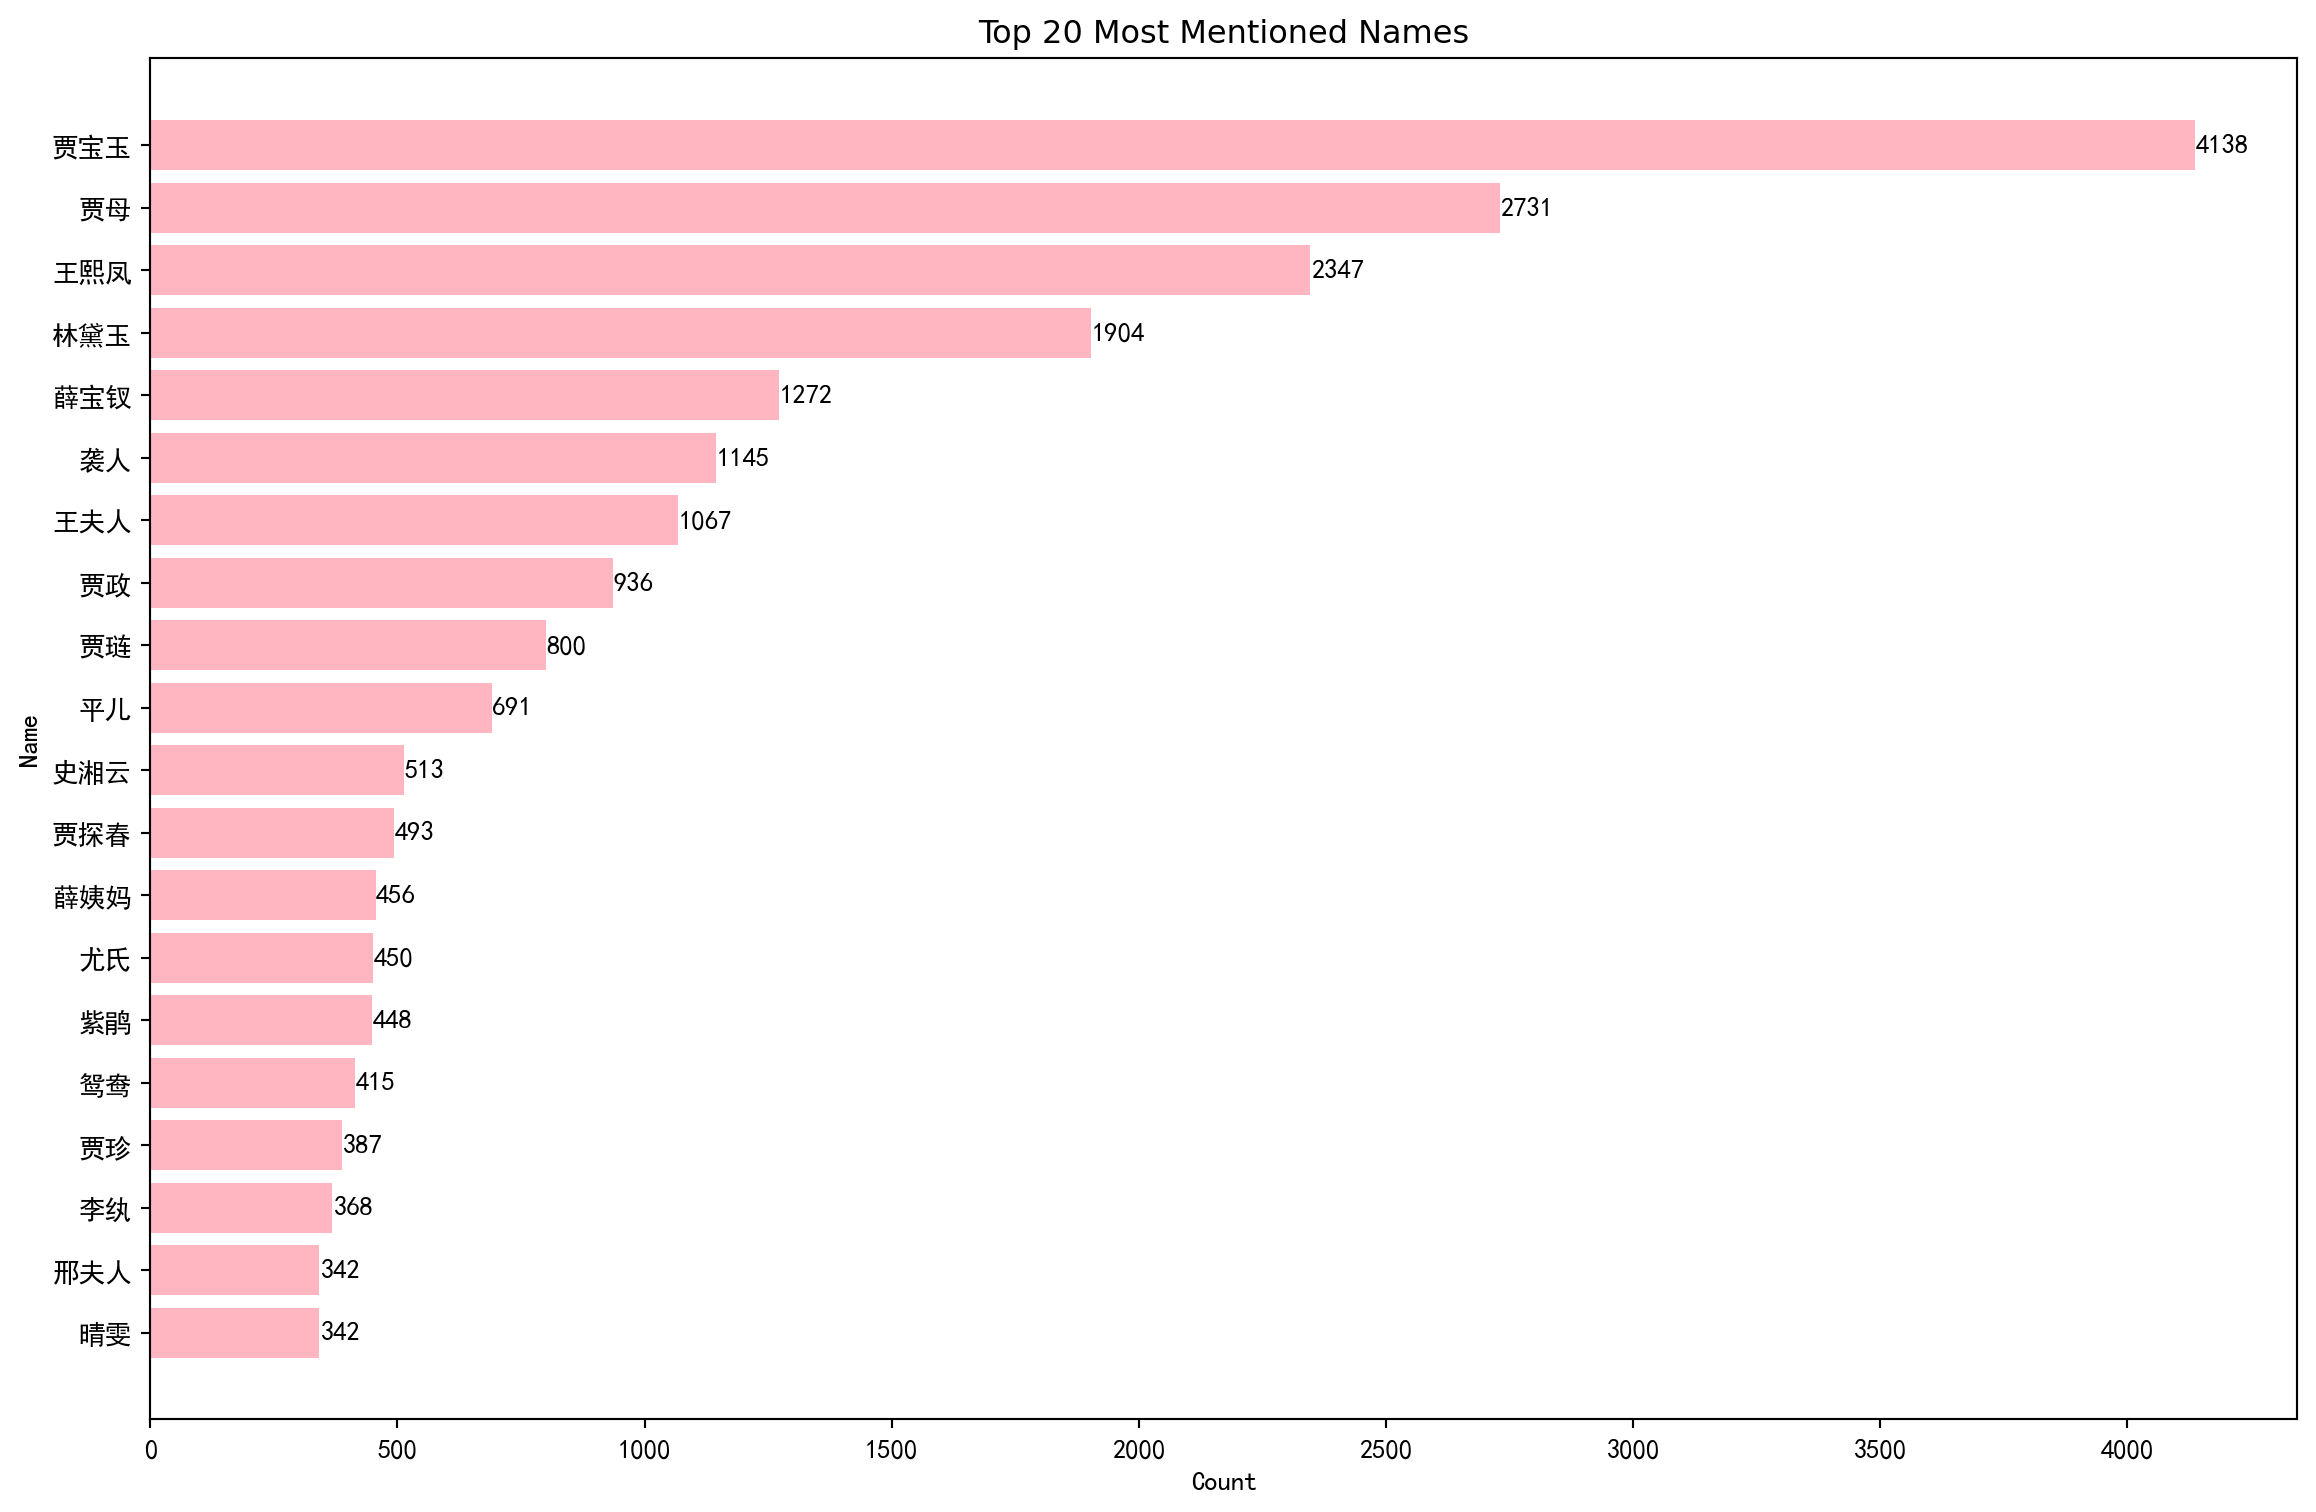 Top 20 Most Mentioned Names
贾宝玉 4138
贾母 2731
王熙凤 2347
林黛玉 1904
薛宝钗 1272
袭人 1145
王夫人 1067
贾政 936
贾琏 800
平儿 691
史湘云 513
贾探春 493
薛姨妈 456
尤氏 450
紫鹃 448
鸳鸯 415
贾珍 387
李纨 368
邢夫人 342
晴雯 342
Name
0 500 1000 1500 2000 2500 3000 3500 4000
Count